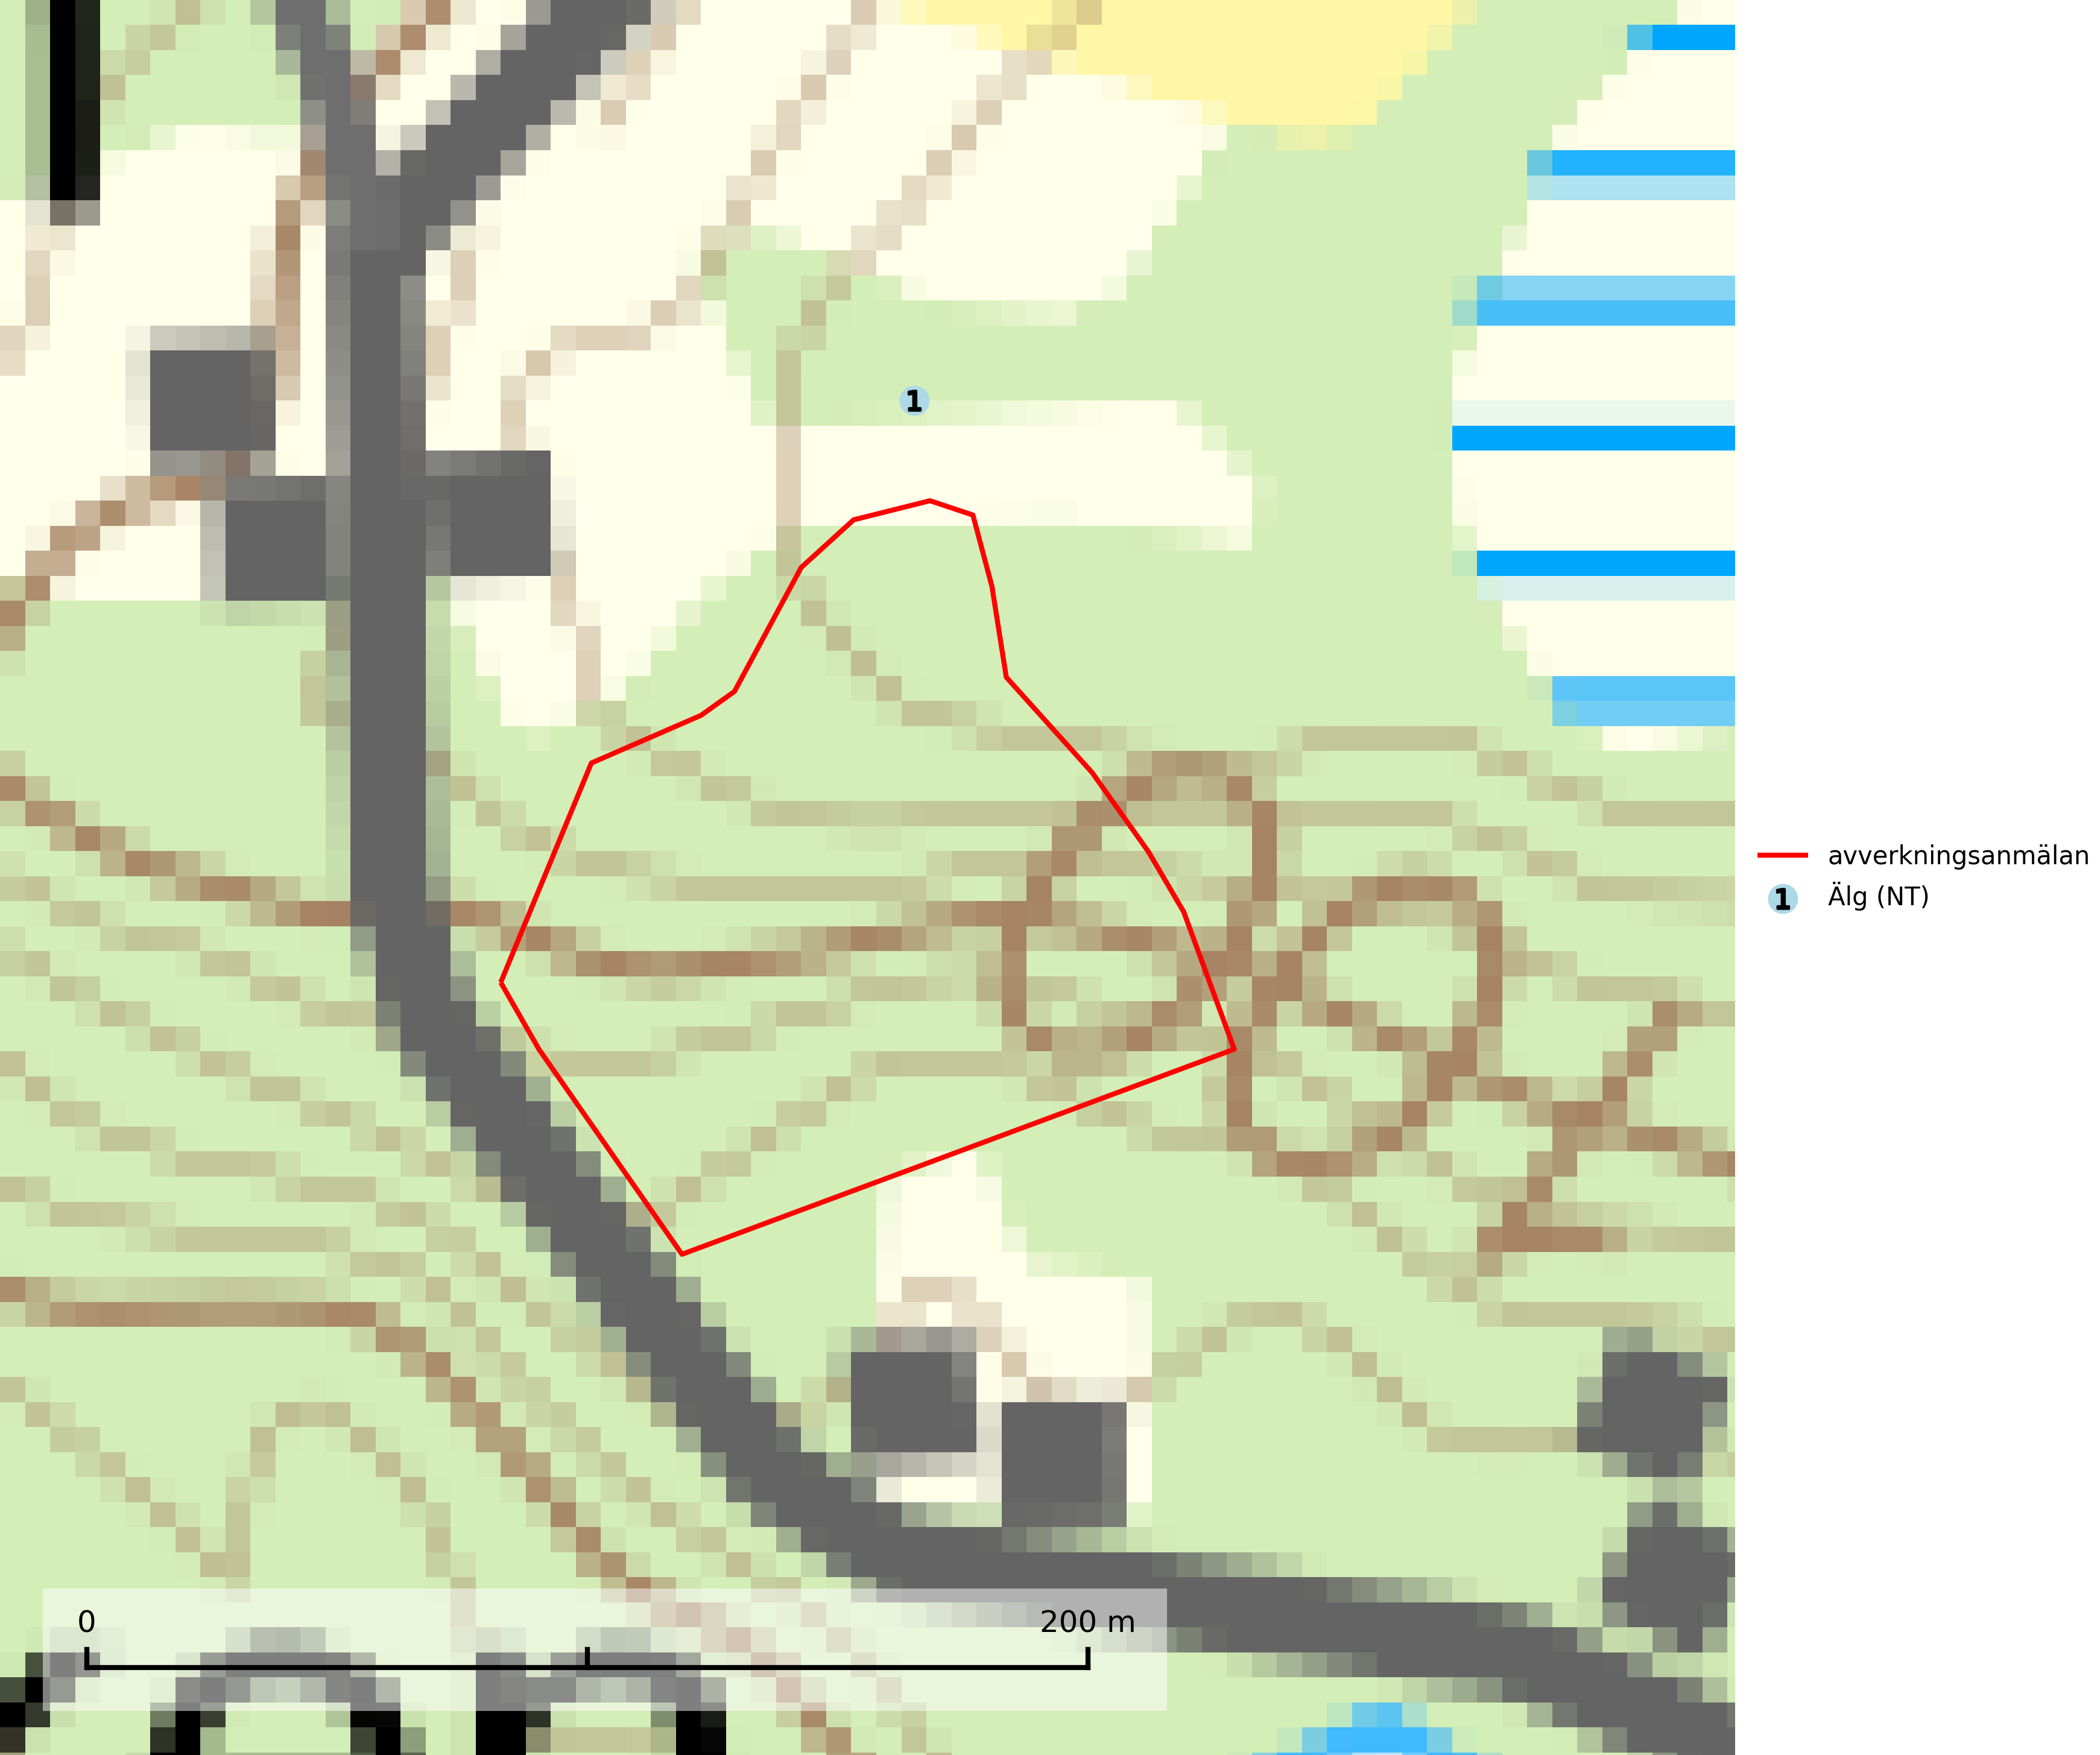 1
avverkningsanmälan
1 Älg (NT)
0 200 m